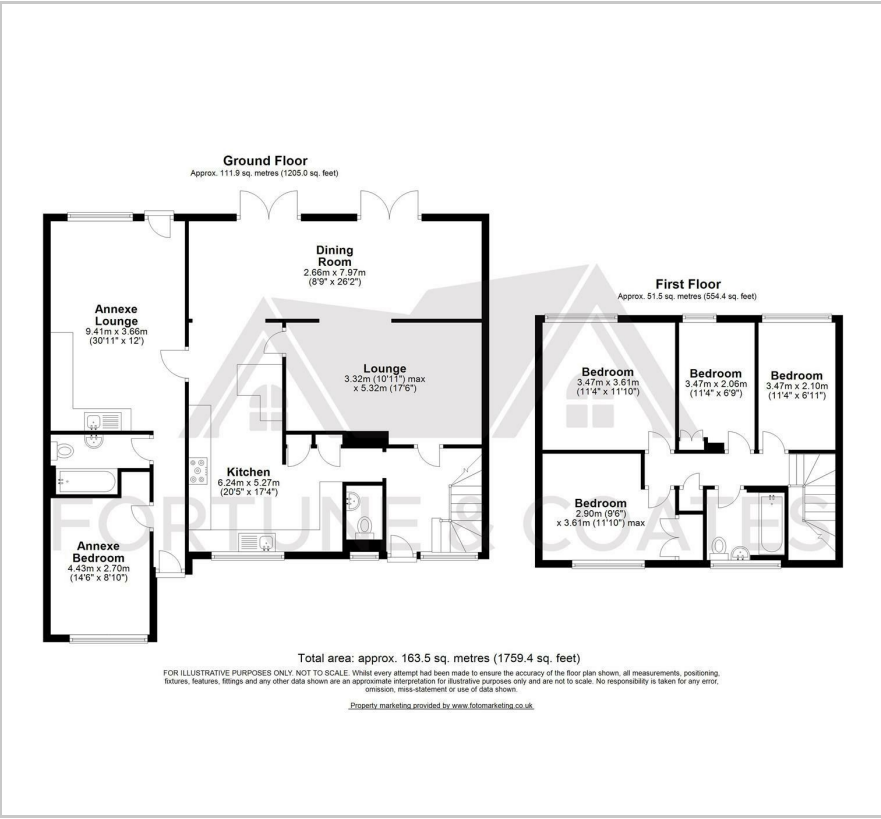 Ground Floor
Approx. 111.9 sq. metres (1205.0 sq. feet)
Dining
Room
2.66m x 7.97m
(8'9" x 26'2")
Annexe
Lounge
9.41m x 3.66m
(30'11" x 12')
Lounge
3.32m (10'11") max
x 5.32m (17'6")
Kitchen
6.24m x 5.27m
(20'5" x 17'4")
Annexe
Bedroom
4.43m x 2.70m
(14'6" x 8'10")
First Floor
Approx. 51.5 sq. metres (554.4 sq. feet)
Bedroom
3.47m x 3.61m
(11'4" x 11'10")
Bedroom
3.47m x 2.06m
(11'4" x 6'9")
Bedroom
3.47m x 2.10m
(11'4" x 6'11")
Bedroom
2.90m (9'6")
x 3.61m (11'10") max
FORTUNE & COATES
Total area: approx. 163.5 sq. metres (1759.4 sq. feet)
FOR ILLUSTRATIVE PURPOSES ONLY. NOT TO SCALE. Whilst every attempt had been made to ensure the accuracy of the floor plan shown, all measurements, positioning,
fixtures, features, fittings and any other data shown are an approximate interpretation for illustrative purposes only and are not to scale. No responsibility is taken for any error,
omission, miss-statement or use of data shown.
Property marketing provided by www.fotomarketing.co.uk